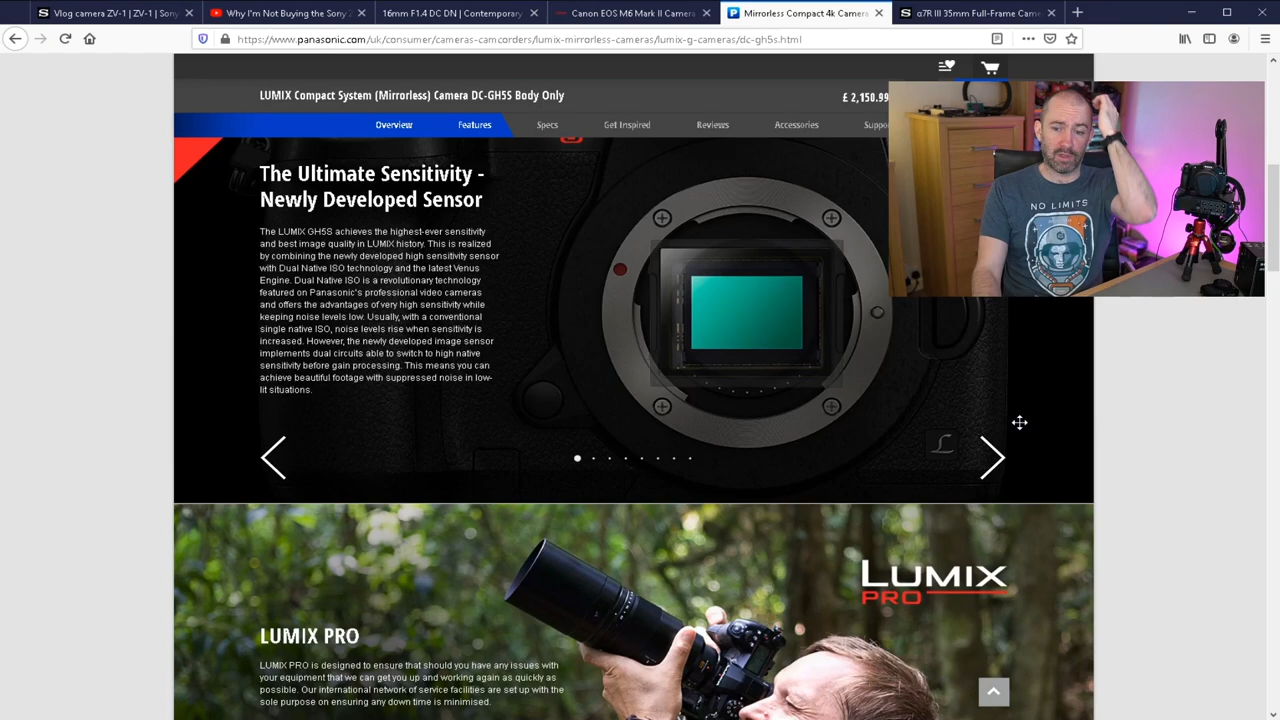 Vlog camera ZV-1 | ZV-1 | Sony
Why I'm Not Buying the Sony Z
16mm F1.4 DC DN | Contemporary
Canon EOS M6 Mark II Camera
Mirrorless Compact 4k Camera
α7R III 35mm Full-Frame Came
https://www.panasonic.com/uk/consumer/cameras-camcorders/lumix-mirrorless-cameras/lumix-g-cameras/dc-gh5s.html
LUMIX Compact System (Mirrorless) Camera DC-GH5S Body Only
£ 2,150.99
Overview
Features
Specs
Get Inspired
Reviews
Accessories
Suppo
The Ultimate Sensitivity -
Newly Developed Sensor
The LUMIX GH5S achieves the highest-ever sensitivity
and best image quality in LUMIX history. This is realized
by combining the newly developed high sensitivity sensor
with Dual Native ISO technology and the latest Venus
Engine. Dual Native ISO is a revolutionary technology
featured on Panasonic's professional video cameras
and offers the advantages of very high sensitivity while
keeping noise levels low. Usually, with a conventional
single native ISO, noise levels rise when sensitivity is
increased. However, the newly developed image sensor
implements dual circuits able to switch to high native
sensitivity before gain processing. This means you can
achieve beautiful footage with suppressed noise in low-
lit situations.
NO LIMITS
L
LUMIX
PRO
LUMIX PRO
LUMIX PRO is designed to ensure that should you have any issues with
your equipment that we can get you up and working again as quickly as
possible. Our international network of service facilities are set up with the
sole purpose on ensuring any down time is minimised.